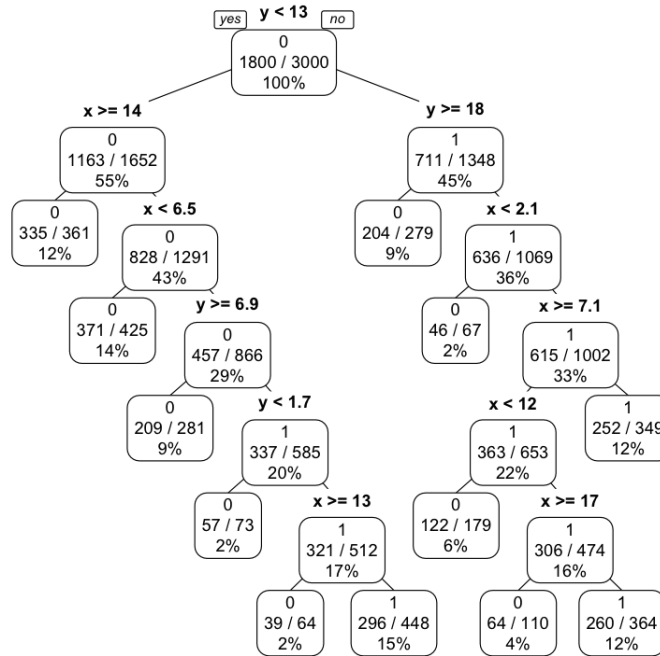 y < 13
yes
no
0
1800 / 3000
100%
x >= 14
y >= 18
0
1163 / 1652
55%
1
711 / 1348
45%
x < 6.5
x < 2.1
0
335 / 361
12%
0
828 / 1291
43%
0
204 / 279
9%
1
636 / 1069
36%
y >= 6.9
x >= 7.1
0
371 / 425
14%
0
457 / 866
29%
0
46 / 67
2%
1
615 / 1002
33%
y < 1.7
x < 12
0
209 / 281
9%
1
337 / 585
20%
1
363 / 653
22%
1
252 / 349
12%
x >= 13
x >= 17
0
57 / 73
2%
1
321 / 512
17%
0
122 / 179
6%
1
306 / 474
16%
0
39 / 64
2%
1
296 / 448
15%
0
64 / 110
4%
1
260 / 364
12%